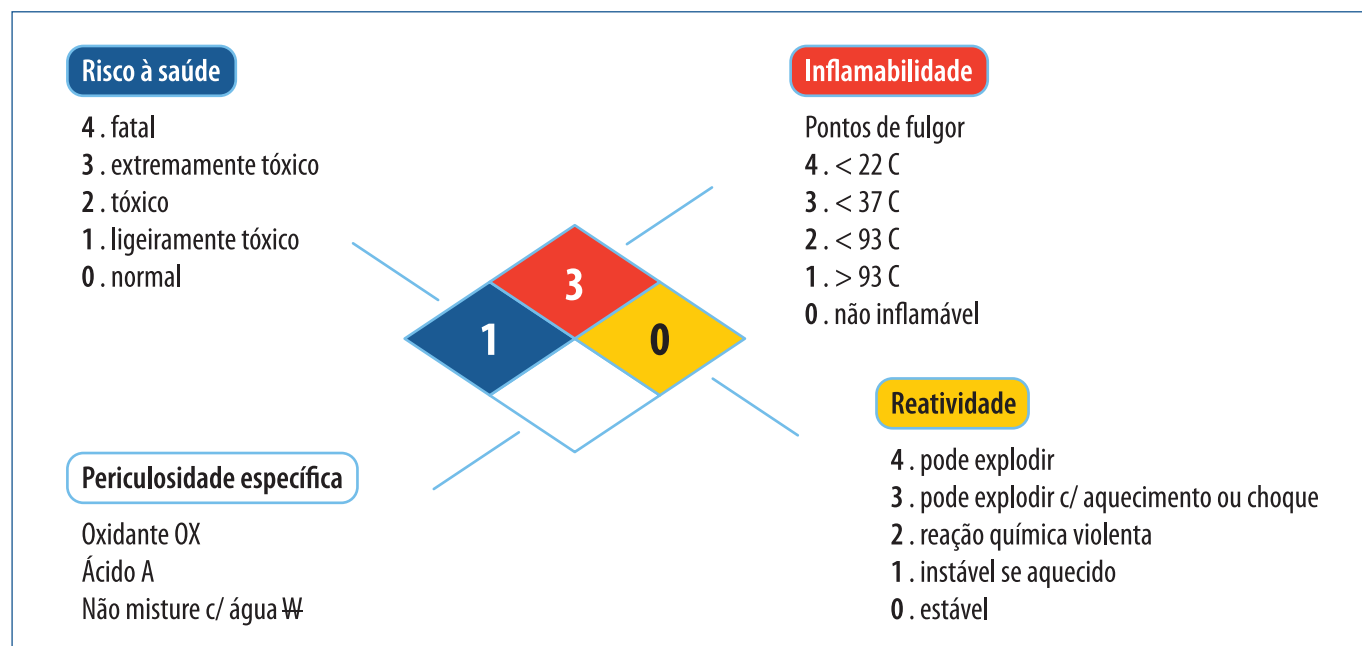 Risco à saúde
4 . fatal
3 . extremamente tóxico
2 . tóxico
1 . ligeiramente tóxico
0 . normal
Inflamabilidade
Pontos de fulgor
4 . < 22 C
3 . < 37 C
2 . < 93 C
1 . > 93 C
0 . não inflamável
3
1
0
Periculosidade específica
Oxidante OX
Ácido A
Não misture c/ água W
Reatividade
4 . pode explodir
3 . pode explodir c/ aquecimento ou choque
2 . reação química violenta
1 . instável se aquecido
0 . estável